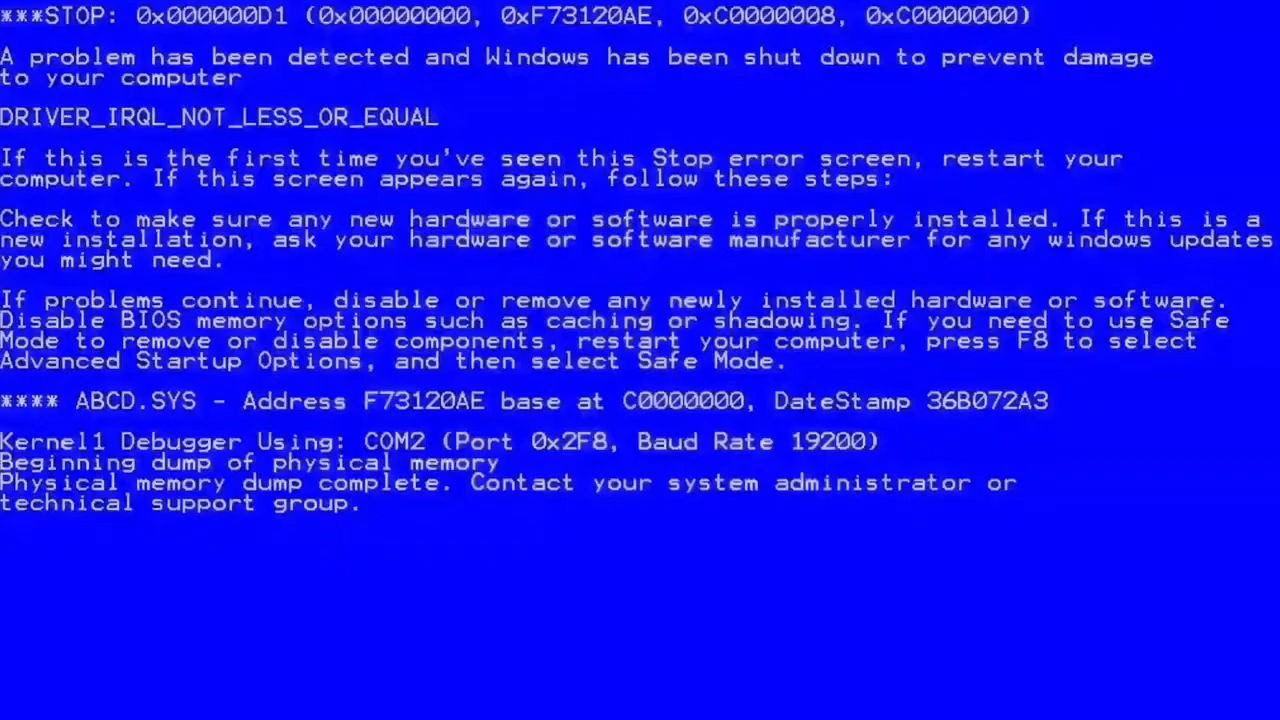 ***STOP: 0x000000D1 (0x00000000, 0xF73120AE, 0xC0000008, 0xC0000000)
A problem has been detected and Windows has been shut down to prevent damage
to your computer
DRIVER_IRQL_NOT_LESS_OR_EQUAL
If this is the first time you've seen this Stop error screen, restart your
computer. If this screen appears again, follow these steps:
Check to make sure any new hardware or software is properly installed. If this is a
new installation, ask your hardware or software manufacturer for any windows updates
you might need.
If problems continue, disable or remove any newly installed hardware or software.
Disable BIOS memory options such as caching or shadowing. If you need to use Safe
Mode to remove or disable components, restart your computer, press F8 to select
Advanced Startup Options, and then select Safe Mode.
**** ABCD.SYS - Address F73120AE base at C0000000, DateStamp 36B072A3
Kernel1 Debugger Using: COM2 (Port 0x2F8, Baud Rate 19200)
Beginning dump of physical memory
Physical memory dump complete. Contact your system administrator or
technical support group.